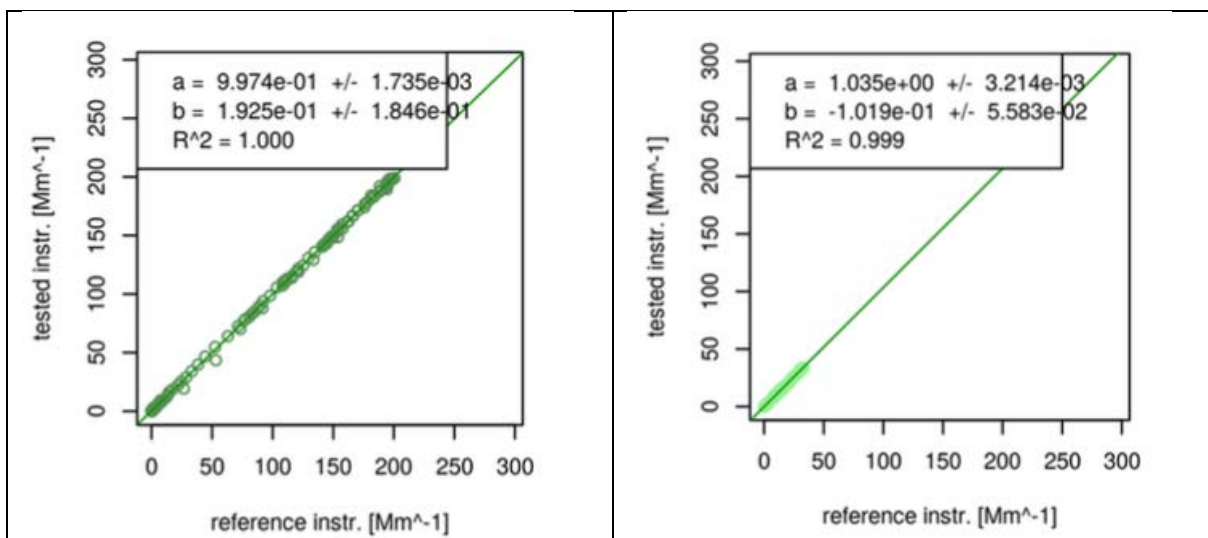 a = 9.974e-01 +/- 1.735e-03
b = 1.925e-01 +/- 1.846e-01
R^2 = 1.000
300
250
200
150
100
50
0
tested instr. [Mm^-1]
0 50 100 150 200 250 300
reference instr. [Mm^-1]
a = 1.035e+00 +/- 3.214e-03
b = -1.019e-01 +/- 5.583e-02
R^2 = 0.999
300
250
200
150
100
50
0
tested instr. [Mm^-1]
0 50 100 150 200 250 300
reference instr. [Mm^-1]